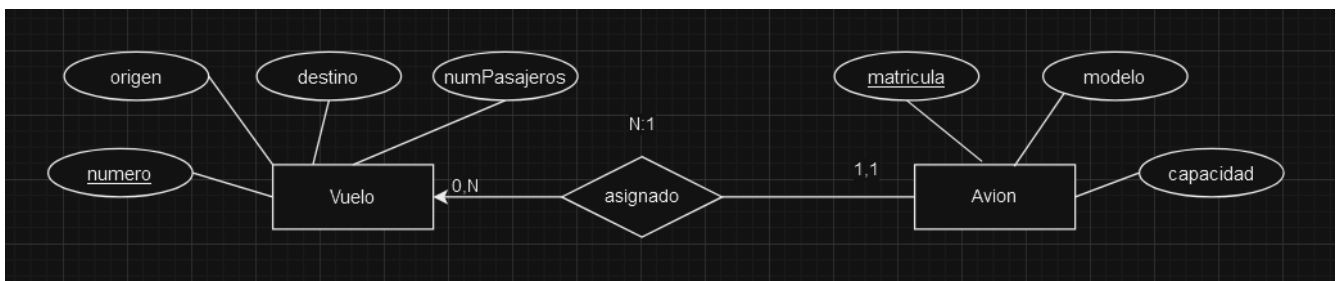 origen
destino
numPasajeros
matricula
modelo
N:1
numero
0,N
1,1
capacidad
Vuelo
asignado
Avion